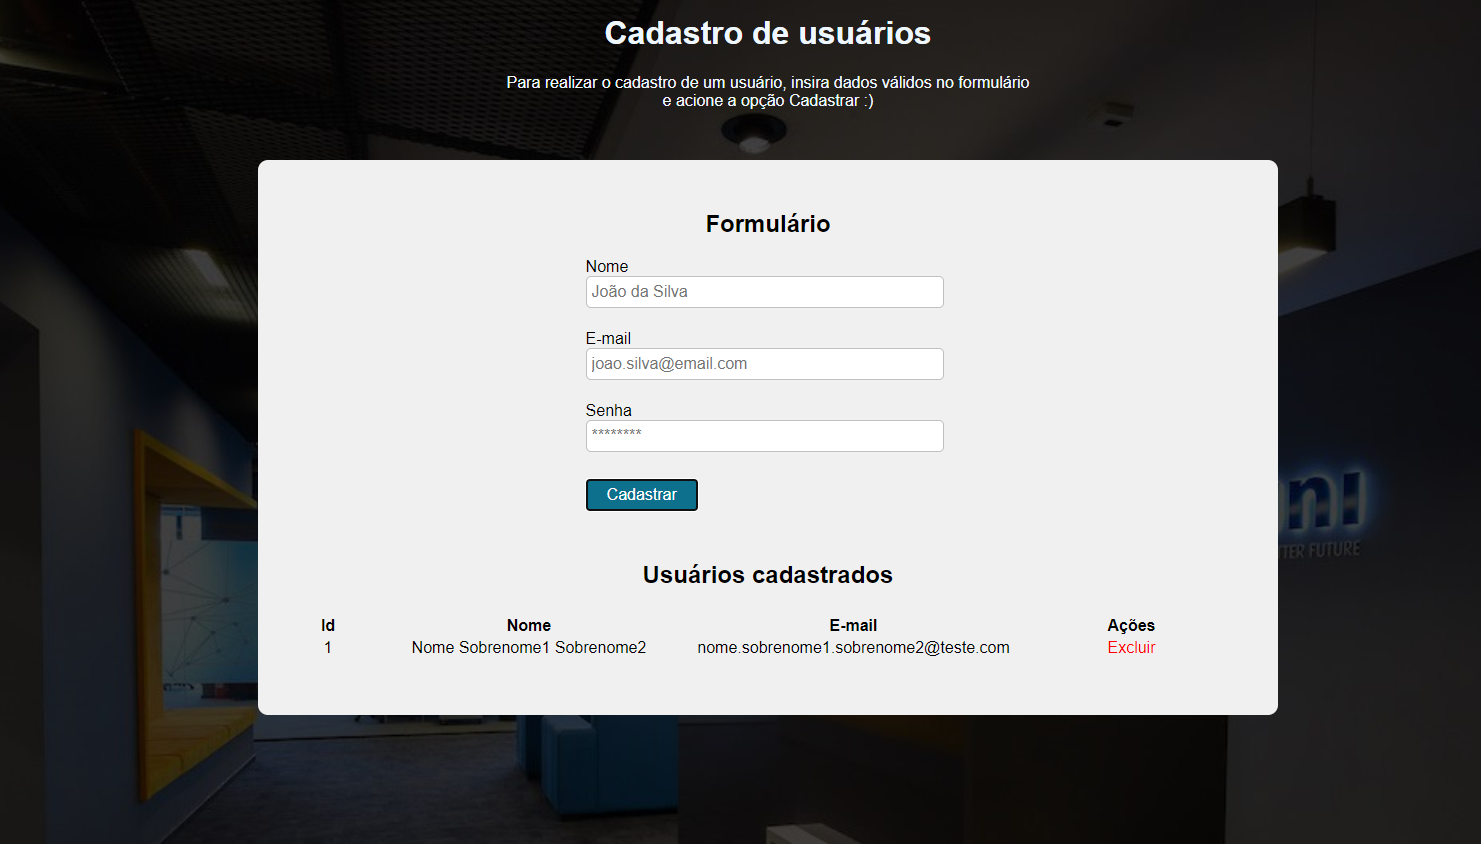 Cadastro de usuários
Para realizar o cadastro de um usuário, insira dados válidos no formulário
e acione a opção Cadastrar :)
Formulário
Nome
João da Silva
E-mail
joao.silva@email.com
Senha
********
Cadastrar
Usuários cadastrados
Id Nome E-mail Ações
1 Nome Sobrenome1 Sobrenome2 nome.sobrenome1.sobrenome2@teste.com Excluir
FUTURE